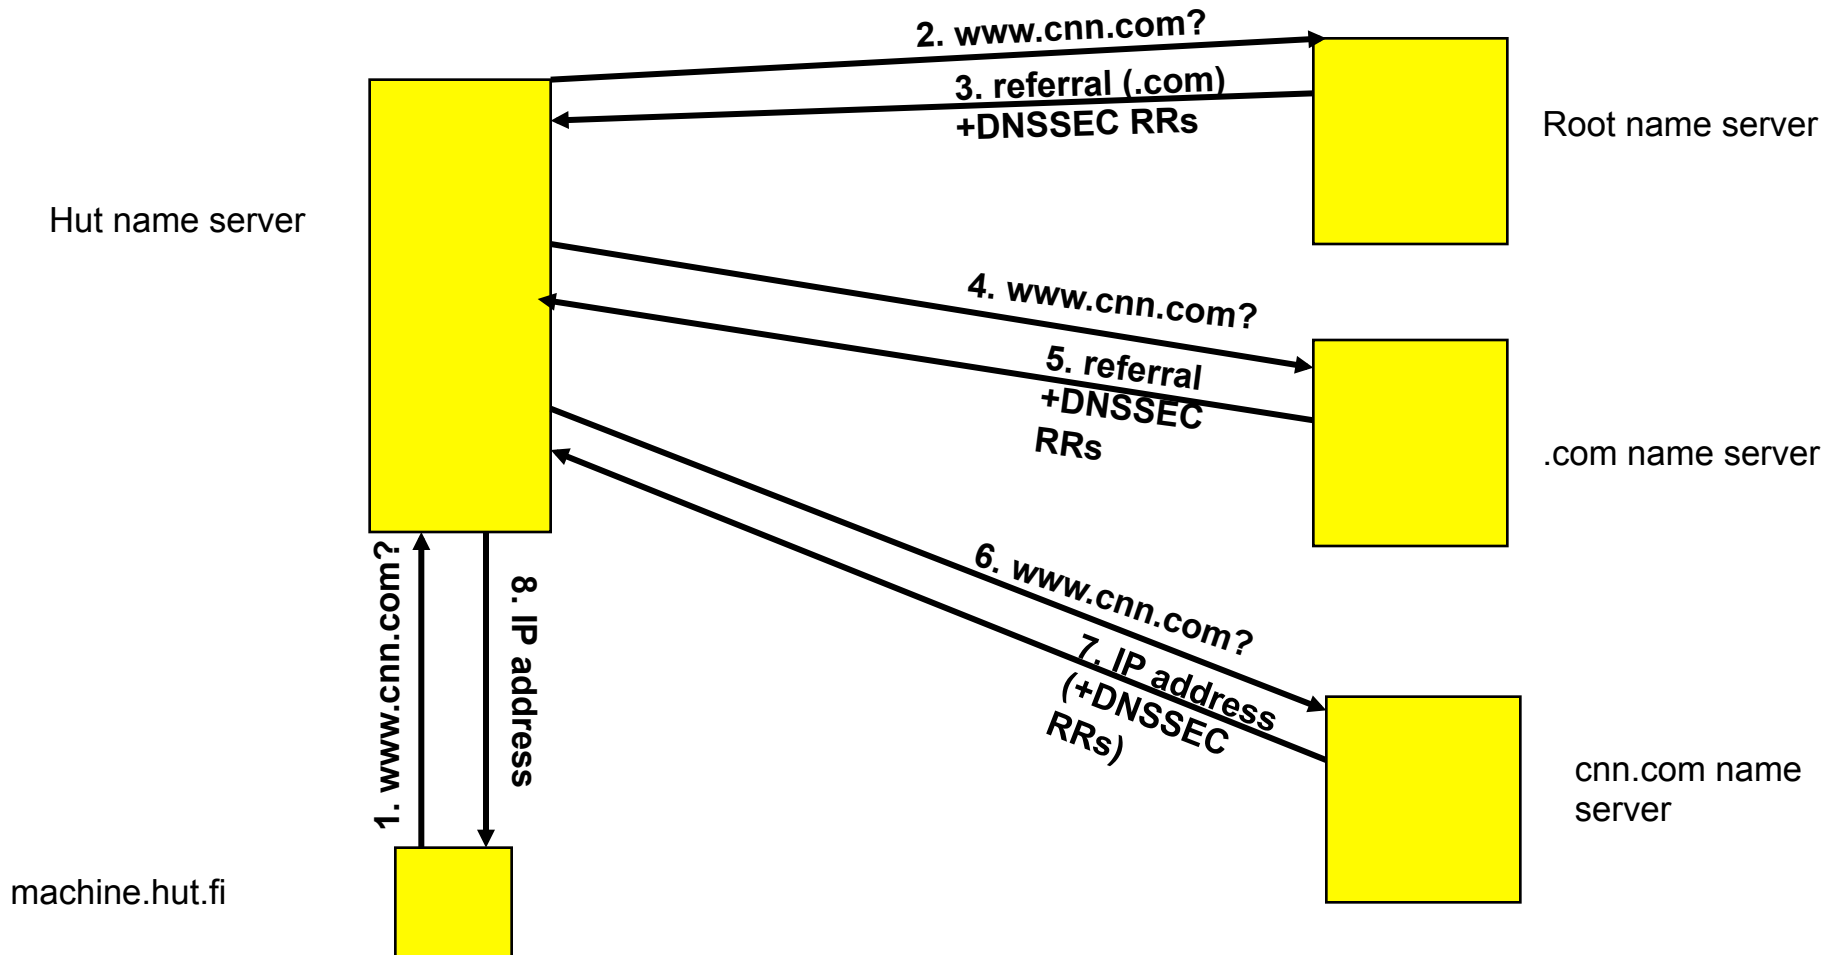 2. www.cnn.com?
3. referral (.com)
+DNSSEC RRs
Root name server
Hut name server
4. www.cnn.com?
5. referral
+DNSSEC
RRs
.com name server
6. www.cnn.com?
7. IP address
(+DNSSEC
RRs)
cnn.com name
server
1. www.cnn.com?
8. IP address
machine.hut.fi